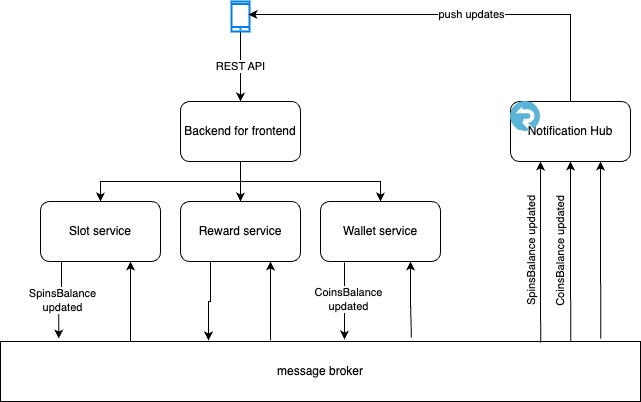 push updates
REST API
Backend for frontend
Notification Hub
Slot service
Reward service
Wallet service
SpinsBalance
updated
CoinsBalance
updated
SpinsBalance updated
CoinsBalance updated
message broker